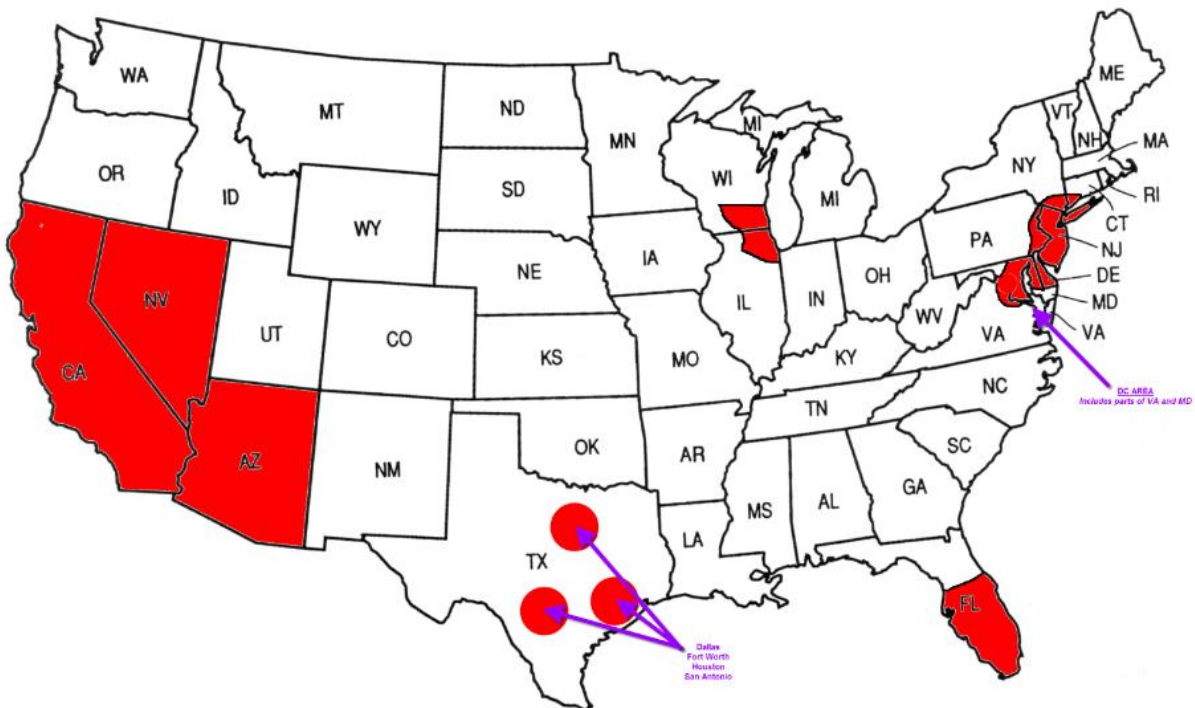 WA
MT
ND
MN
MI
ME
VT
NH
MA
OR
ID
SD
WI
MI
NY
RI
CT
WY
IA
PA
NJ
NE
OH
DE
NV
UT
CO
IL
IN
WV
MD
VA
VA
CA
KS
MO
KY
DC AREA
Includes parts of VA and MD
AZ
NM
OK
AR
TN
NC
SC
MS
AL
GA
TX
LA
FL
Dallas
Fort Worth
Houston
San Antonio